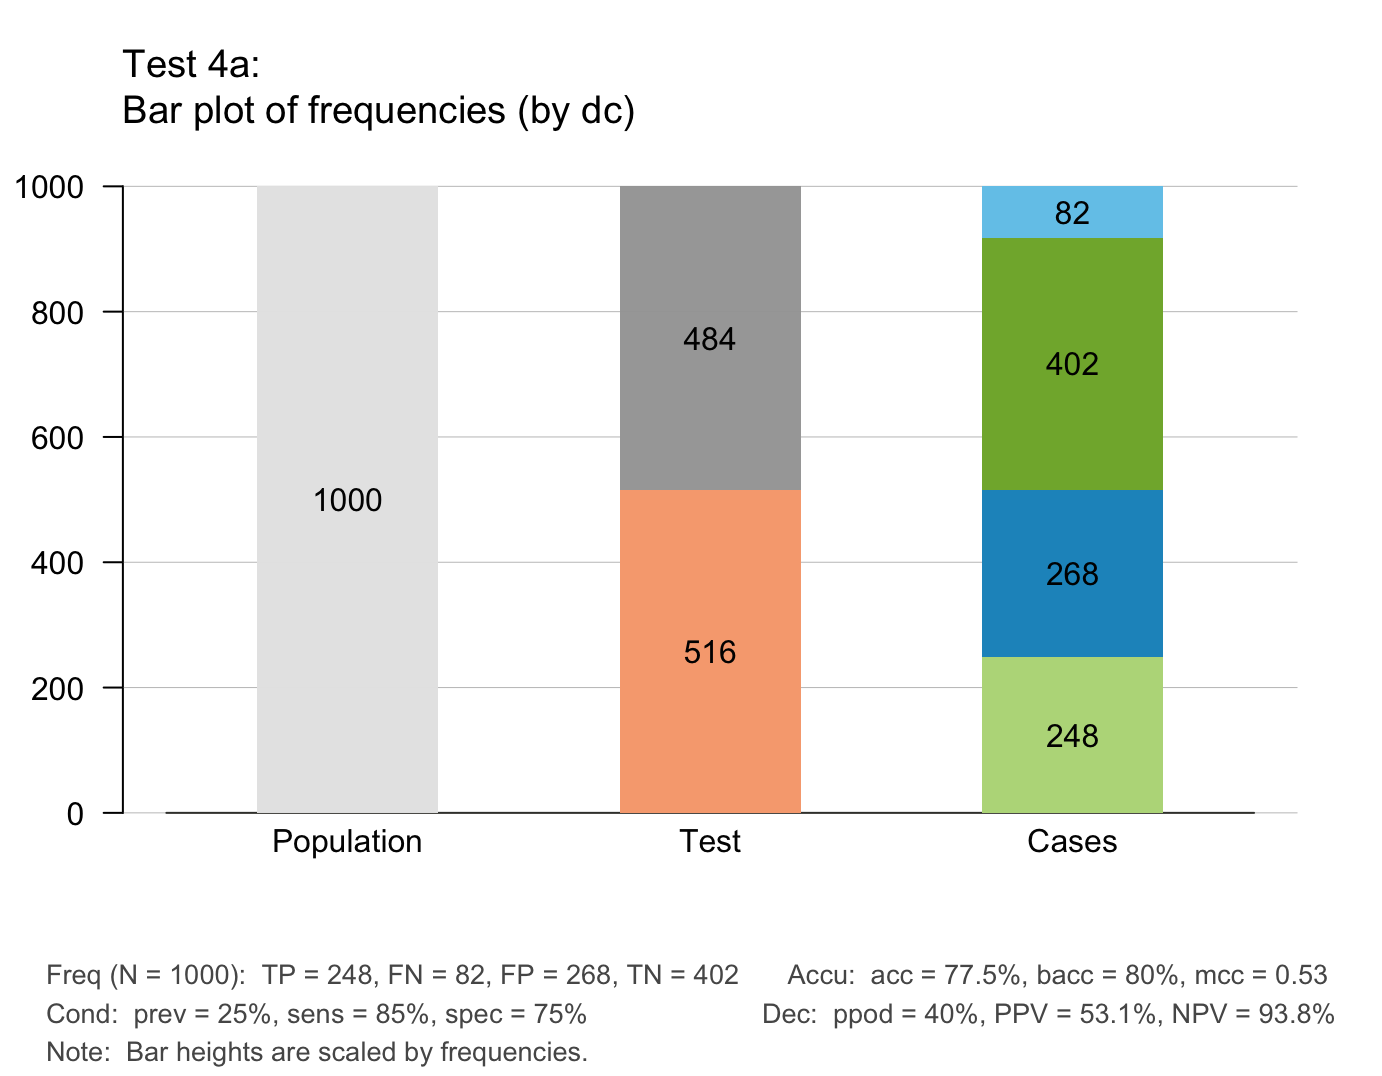 Test 4a:
Bar plot of frequencies (by dc)
1000
800
600
400
200
0
1000
484
516
82
402
268
248
Population
Test
Cases
Freq (N = 1000):  TP = 248, FN = 82, FP = 268, TN = 402
Accu:  acc = 77.5%, bacc = 80%, mcc = 0.53
Cond:  prev = 25%, sens = 85%, spec = 75%
Dec:  ppod = 40%, PPV = 53.1%, NPV = 93.8%
Note:  Bar heights are scaled by frequencies.